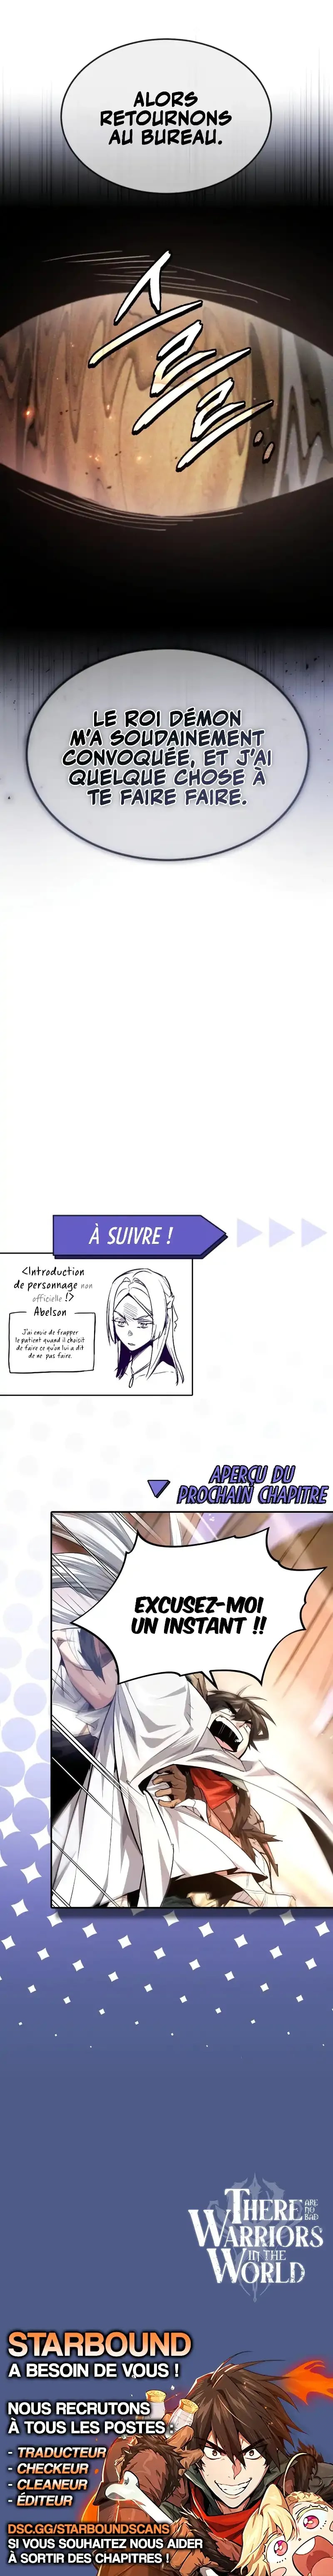 ALORS
RETOURNONS
AU BUREAU.
LE ROI DÉMON
M'A SOUDAINEMENT
CONVOQUÉE, ET J'AI
QUELQUE CHOSE À
TE FAIRE FAIRE.
À SUIVRE !
<Introduction
de personnage non
officielle !>
Abelson
J'ai envie de frapper
le patient quand il choisit
de faire ce qu'on lui a dit
de ne pas faire.
APERÇU DU
PROCHAIN CHAPITRE
EXCUSEZ-MOI
UN INSTANT !!
THERE ARE NO BAD
WARRIORS
IN THE
WORLD
STARBOUND
A BESOIN DE VOUS !
NOUS RECRUTONS
À TOUS LES POSTES :
- TRADUCTEUR
- CHECKEUR
- CLEANEUR
- ÉDITEUR
DSC.GG/STARBOUNDSCANS
SI VOUS SOUHAITEZ NOUS AIDER
À SORTIR DES CHAPITRES !